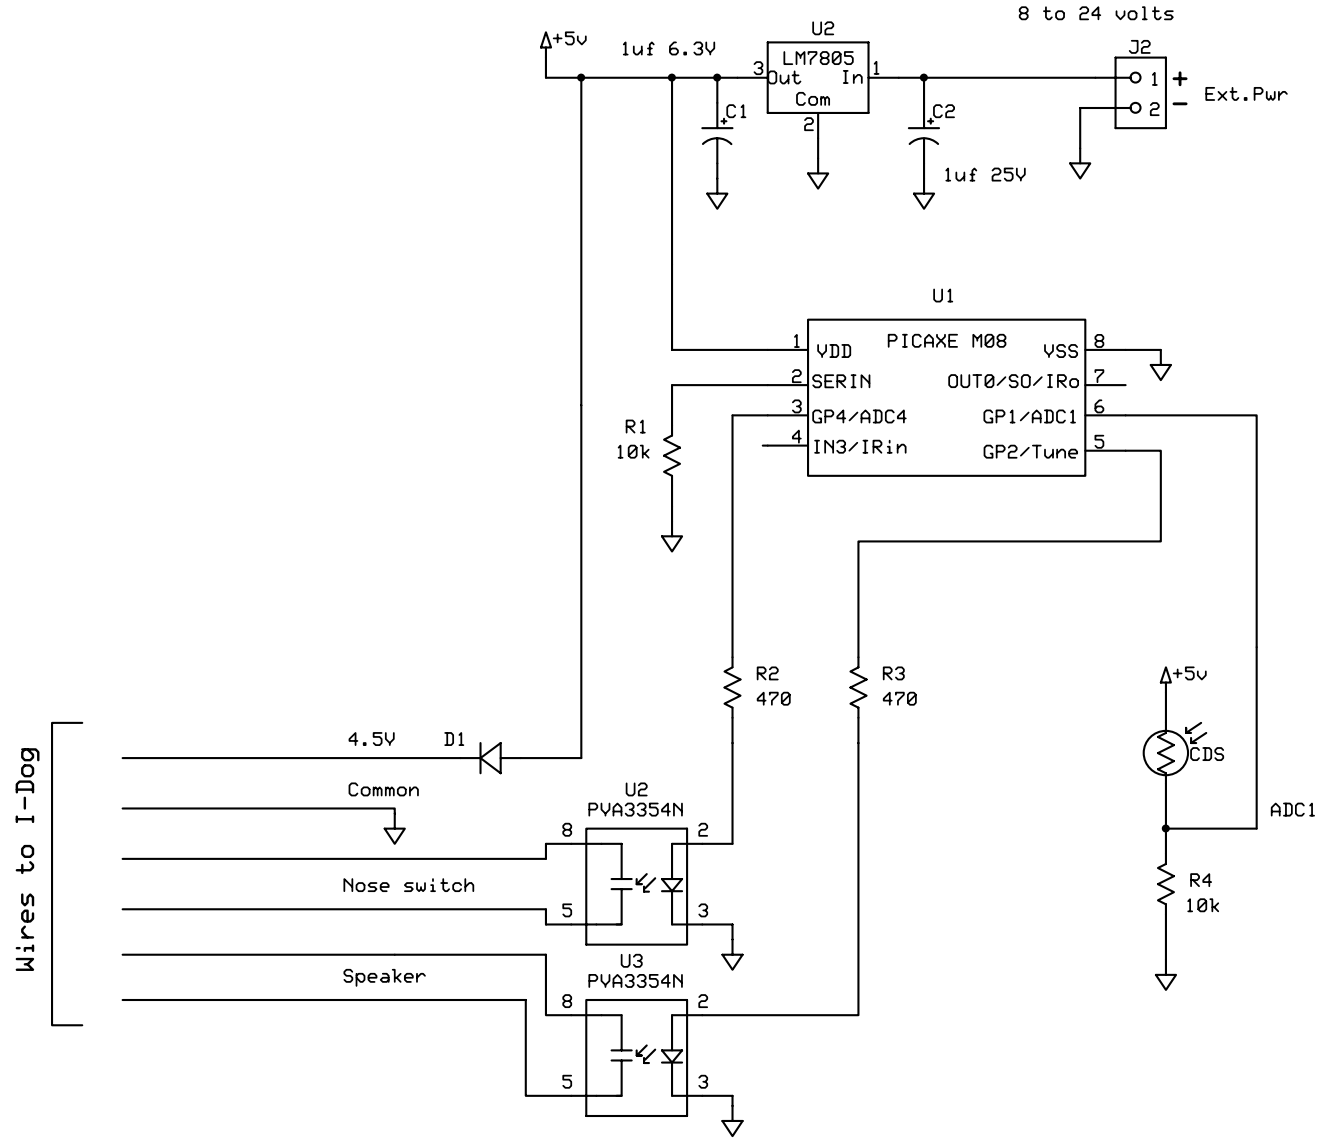 8 to 24 volts
+5v
1uf 6.3V
U2
LM7805
3 Out In 1
Com
2
C1
C2
1uf 25V
J2
1 +
2 -
Ext.Pwr
U1
PICAXE M08
1 VDD VSS 8
2 SERIN OUT0/SO/IRo 7
3 GP4/ADC4 GP1/ADC1 6
4 IN3/IRin GP2/Tune 5
R1
10k
R2
470
R3
470
+5v
CDS
ADC1
R4
10k
Wires to I-Dog
4.5V D1
Common
Nose switch
Speaker
U2
PVA3354N
8 2
5 3
U3
PVA3354N
8 2
5 3